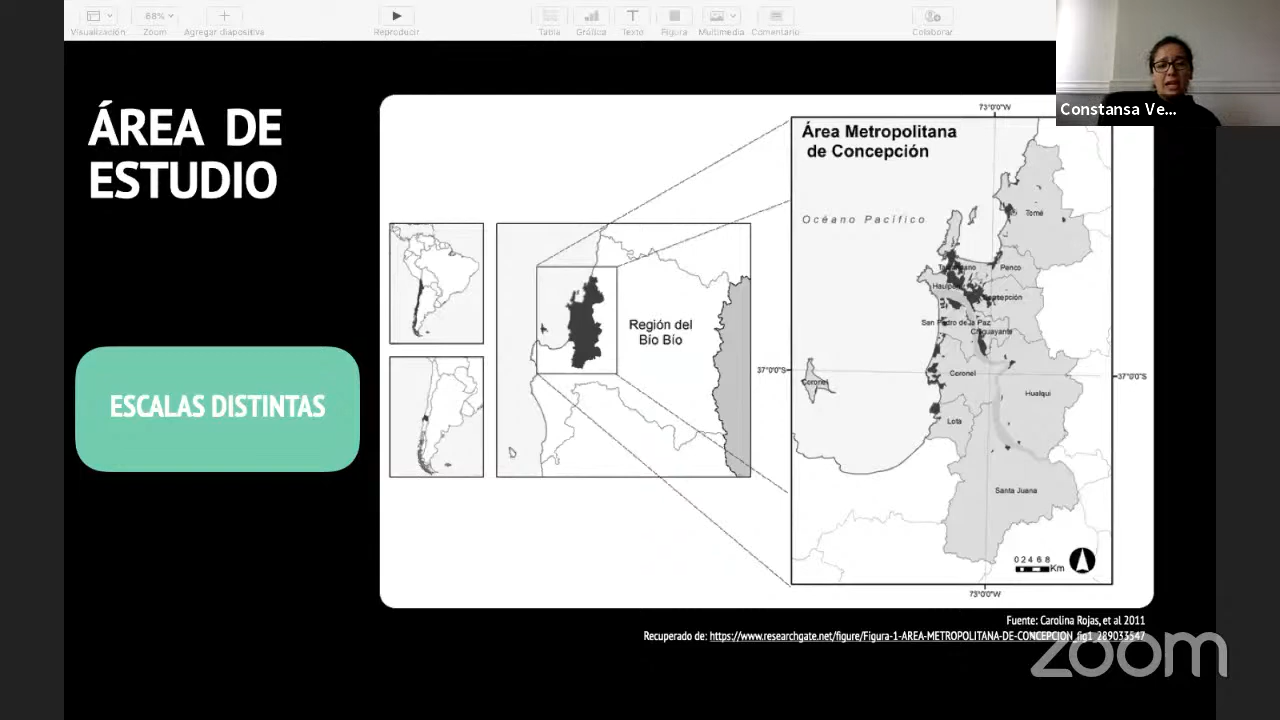 Visualización
68%
Zoom
Agregar diapositiva
Reproducir
Tabla
Gráfica
Texto
Figura
Multimedia
Comentario
Colaborar
Constansa Ve...
ÁREA DE
ESTUDIO
ESCALAS DISTINTAS
Región del
Bío Bío
73°0'0"W
Área Metropolitana
de Concepción
Océano Pacífico
Tomé
Penco
Concepción
San Pedro de la Paz
Chiguayante
37°0'0"S
37°0'0"S
Coronel
Coronel
Hualqui
Lota
Santa Juana
0 2 4 6 8
Km
73°0'0"W
Fuente: Carolina Rojas, et al 2011
Recuperado de: https://www.researchgate.net/figure/Figura-1-AREA-METROPOLITANA-DE-CONCEPCION_fig1_289033547
zoom